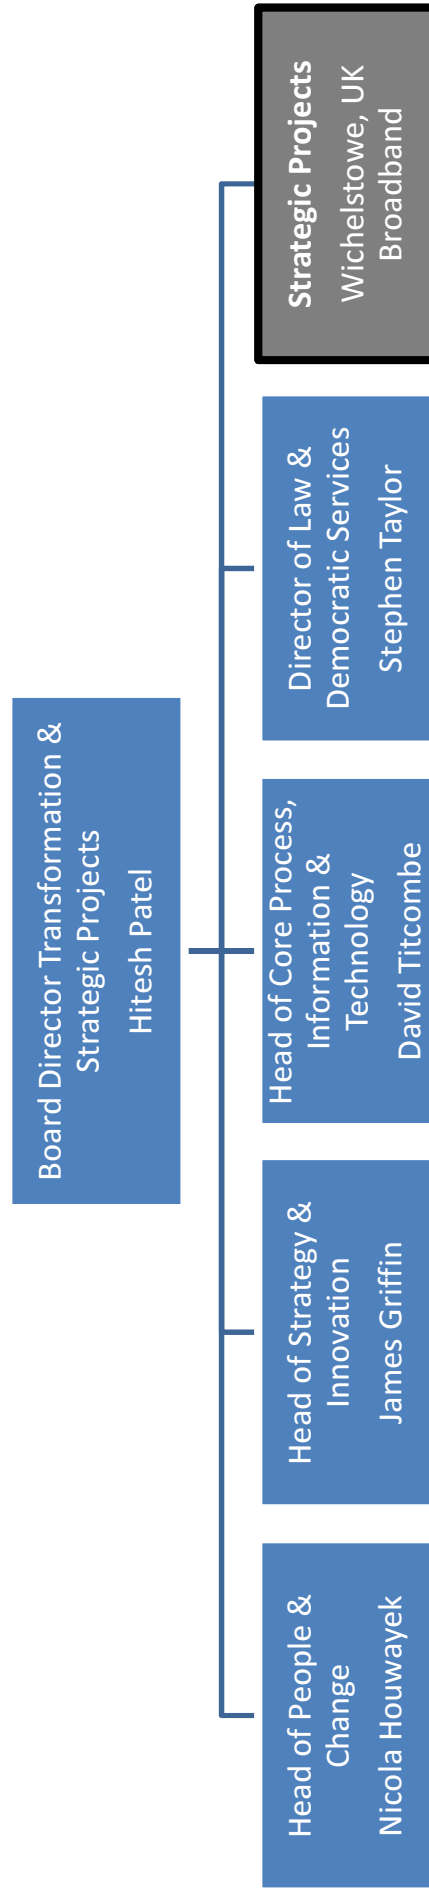 Board Director Transformation &
Strategic Projects
Hitesh Patel
Head of People &
Change
Nicola Houwayek
Head of Strategy &
Innovation
James Griffin
Head of Core Process,
Information &
Technology
David Titcombe
Director of Law &
Democratic Services
Stephen Taylor
Strategic Projects
Wichelstowe, UK
Broadband